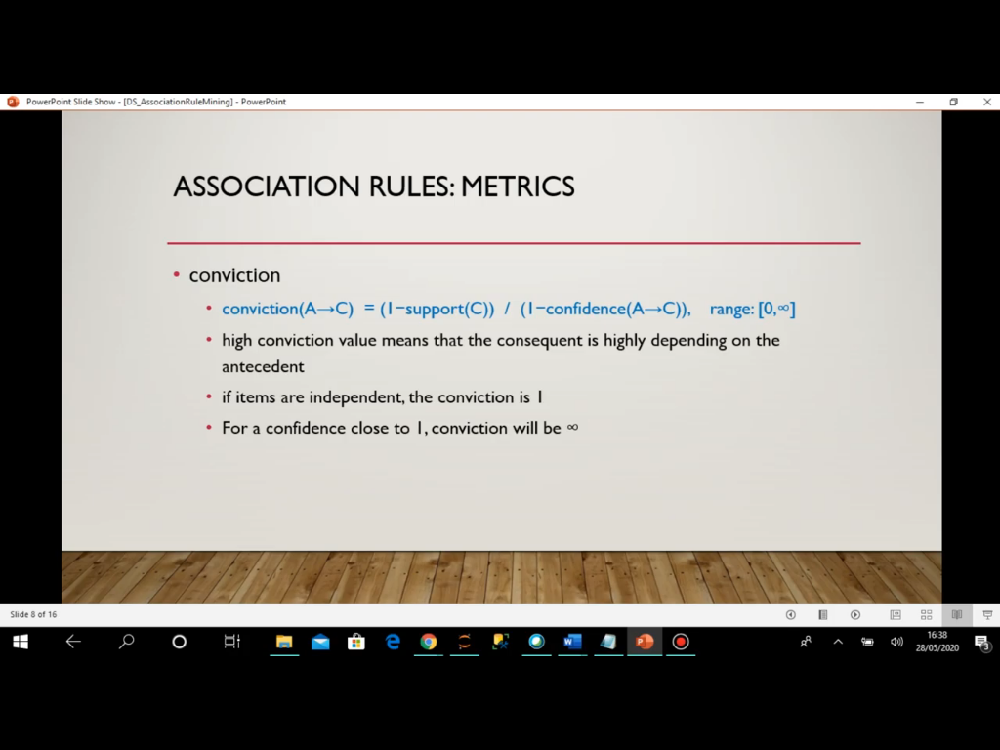 PowerPoint Slide Show - [DS_AssociationRuleMining] - PowerPoint
ASSOCIATION RULES: METRICS
• conviction
• conviction(A→C) = (1−support(C)) / (1−confidence(A→C)), range: [0,∞]
• high conviction value means that the consequent is highly depending on the
antecedent
• if items are independent, the conviction is 1
• For a confidence close to 1, conviction will be ∞
Slide 8 of 16
16:38
28/05/2020
3